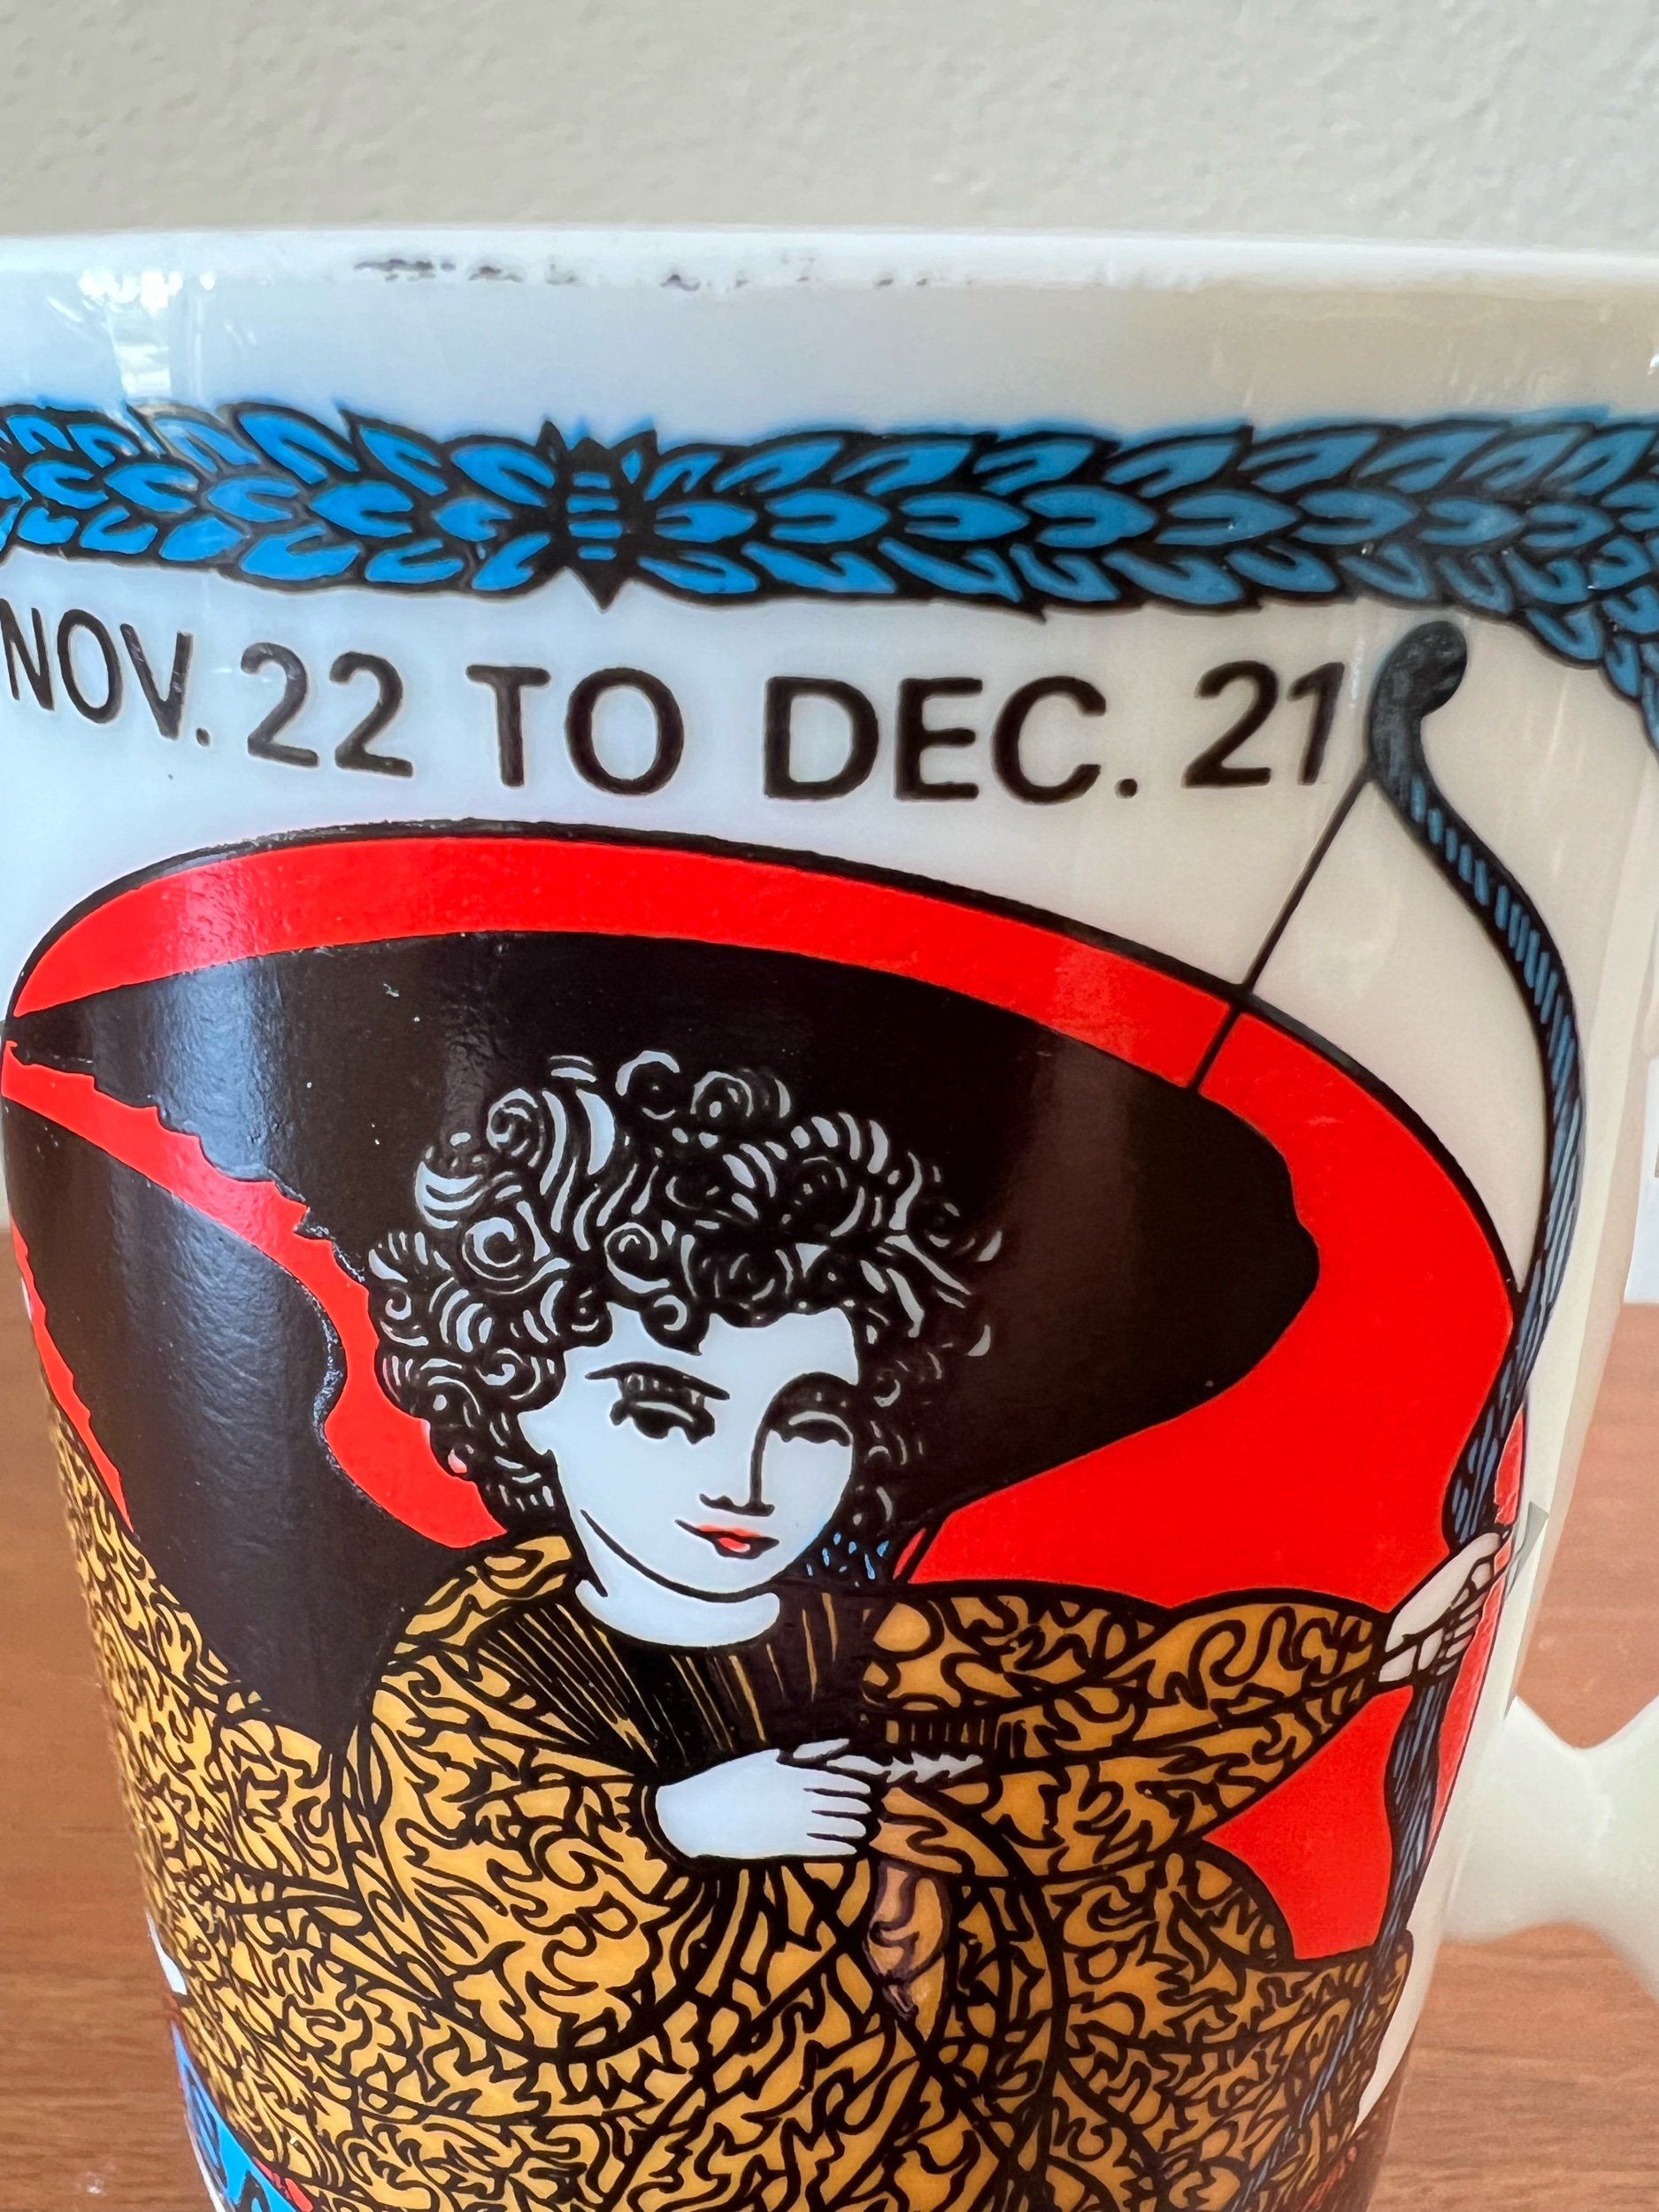 NOV. 22 TO DEC. 21